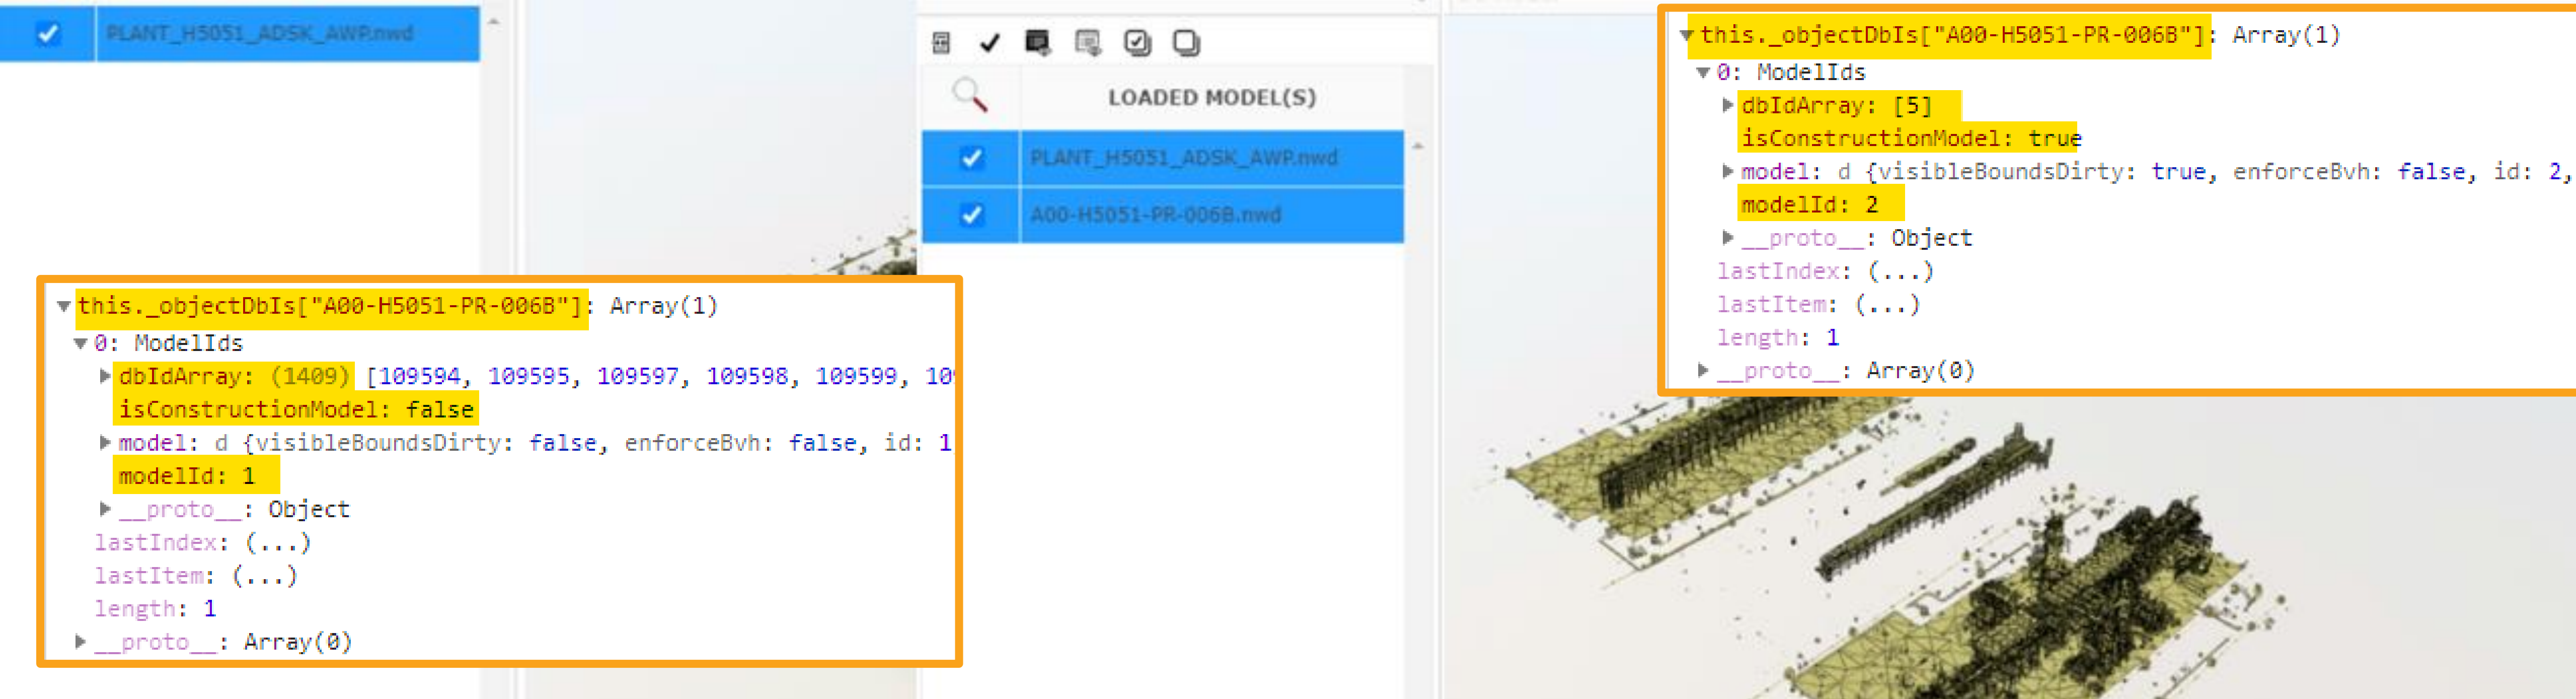 PLANT_H5051_ADSK_AWP.nwd
this._objectDbIs["A00-H5051-PR-006B"]: Array(1)
0: ModelIds
dbIdArray: (1409) [109594, 109595, 109597, 109598, 109599, 10
isConstructionModel: false
model: d {visibleBoundsDirty: false, enforceBvh: false, id: 1
modelId: 1
__proto__: Object
lastIndex: (...)
lastItem: (...)
length: 1
__proto__: Array(0)
LOADED MODEL(S)
PLANT_H5051_ADSK_AWP.nwd
A00-H5051-PR-006B.nwd
this._objectDbIs["A00-H5051-PR-006B"]: Array(1)
0: ModelIds
dbIdArray: [5]
isConstructionModel: true
model: d {visibleBoundsDirty: true, enforceBvh: false, id: 2,
modelId: 2
__proto__: Object
lastIndex: (...)
lastItem: (...)
length: 1
__proto__: Array(0)